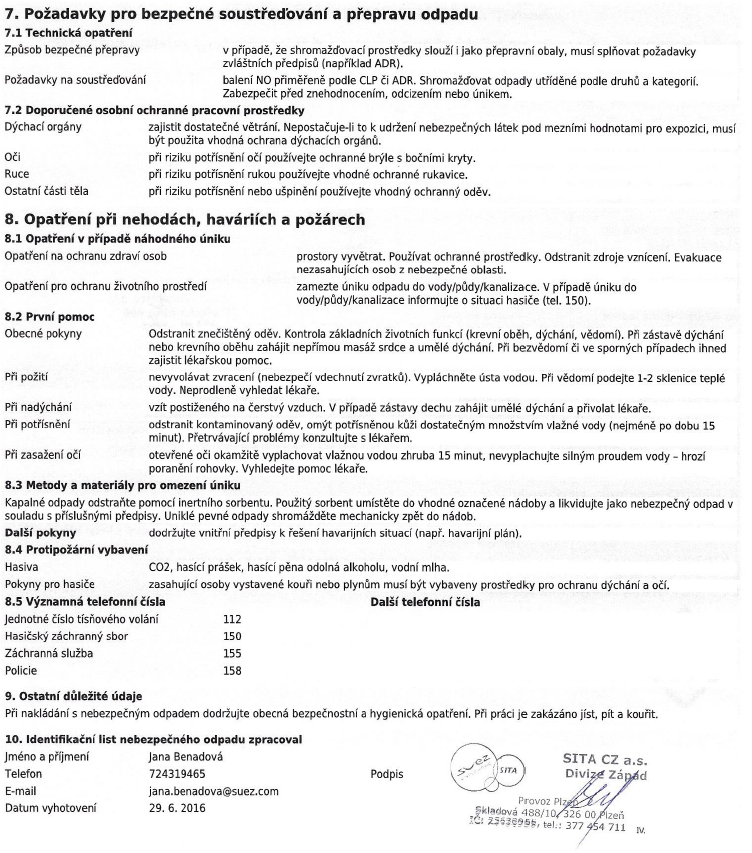 7. Požadavky pro bezpečné soustřeďování a přepravu odpadu
7.1 Technická opatření
Způsob bezpečné přepravy v případě, že shromažďovací prostředky slouží i jako přepravní obaly, musí splňovat požadavky
zvláštních předpisů (například ADR).
Požadavky na soustřeďování balení NO přiměřeně podle CLP či ADR. Shromažďovat odpady utříděné podle druhů a kategorií.
Zabezpečit před znehodnocením, odcizením nebo únikem.
7.2 Doporučené osobní ochranné pracovní prostředky
Dýchací orgány zajistit dostatečné větrání. Nepostačuje-li to k udržení nebezpečných látek pod mezními hodnotami pro expozici, musí
být použita vhodná ochrana dýchacích orgánů.
Oči při riziku potřísnění očí používejte ochranné brýle s bočními kryty.
Ruce při riziku potřísnění rukou používejte vhodné ochranné rukavice.
Ostatní části těla při riziku potřísnění nebo ušpinění používejte vhodný ochranný oděv.
8. Opatření při nehodách, haváriích a požárech
8.1 Opatření v případě náhodného úniku
Opatření na ochranu zdraví osob prostory vyvětrat. Používat ochranné prostředky. Odstranit zdroje vznícení. Evakuace
nezasahujících osob z nebezpečné oblasti.
Opatření pro ochranu životního prostředí zamezte úniku odpadu do vody/půdy/kanalizace. V případě úniku do
vody/půdy/kanalizace informujte o situaci hasiče (tel. 150).
8.2 První pomoc
Obecné pokyny Odstranit znečištěný oděv. Kontrola základních životních funkcí (krevní oběh, dýchání, vědomí). Při zástavě dýchání
nebo krevního oběhu zahájit nepřímou masáž srdce a umělé dýchání. Při bezvědomí či ve sporných případech ihned
zajistit lékařskou pomoc.
Při požití nevyvolávat zvracení (nebezpečí vdechnutí zvratků). Vypláchněte ústa vodou. Při vědomí podejte 1-2 sklenice teplé
vody. Neprodleně vyhledat lékaře.
Při nadýchání vzít postiženého na čerstvý vzduch. V případě zástavy dechu zahájit umělé dýchání a přivolat lékaře.
Při potřísnění odstranit kontaminovaný oděv, omýt potřísněnou kůži dostatečným množstvím vlažné vody (nejméně po dobu 15
minut). Přetrvávající problémy konzultujte s lékařem.
Při zasažení očí otevřené oči okamžitě vyplachovat vlažnou vodou zhruba 15 minut, nevyplachujte silným proudem vody – hrozí
poranění rohovky. Vyhledejte pomoc lékaře.
8.3 Metody a materiály pro omezení úniku
Kapalné odpady odstraňte pomocí inertního sorbentu. Použitý sorbent umístěte do vhodné označené nádoby a likvidujte jako nebezpečný odpad v
souladu s příslušnými předpisy. Uniklé pevné odpady shromážděte mechanicky zpět do nádob.
Další pokyny dodržujte vnitřní předpisy k řešení havarijních situací (např. havarijní plán).
8.4 Protipožární vybavení
Hasiva CO2, hasící prášek, hasící pěna odolná alkoholu, vodní mlha.
Pokyny pro hasiče zasahující osoby vystavené kouři nebo plynům musí být vybaveny prostředky pro ochranu dýchání a očí.
8.5 Významná telefonní čísla Další telefonní čísla
Jednotné číslo tísňového volání 112
Hasičský záchranný sbor 150
Záchranná služba 155
Policie 158
9. Ostatní důležité údaje
Při nakládání s nebezpečným odpadem dodržujte obecná bezpečnostní a hygienická opatření. Při práci je zakázáno jíst, pít a kouřit.
10. Identifikační list nebezpečného odpadu zpracoval
Jméno a příjmení Jana Benadová
Telefon 724319465 Podpis
E-mail jana.benadova@suez.com
Datum vyhotovení 29. 6. 2016
suez SITA
SITA CZ a.s.
Divize Západ
Provoz Plzeň
Skladová 488/10, 326 00 Plzeň
IČ: tel.: 377 454 711 IV.